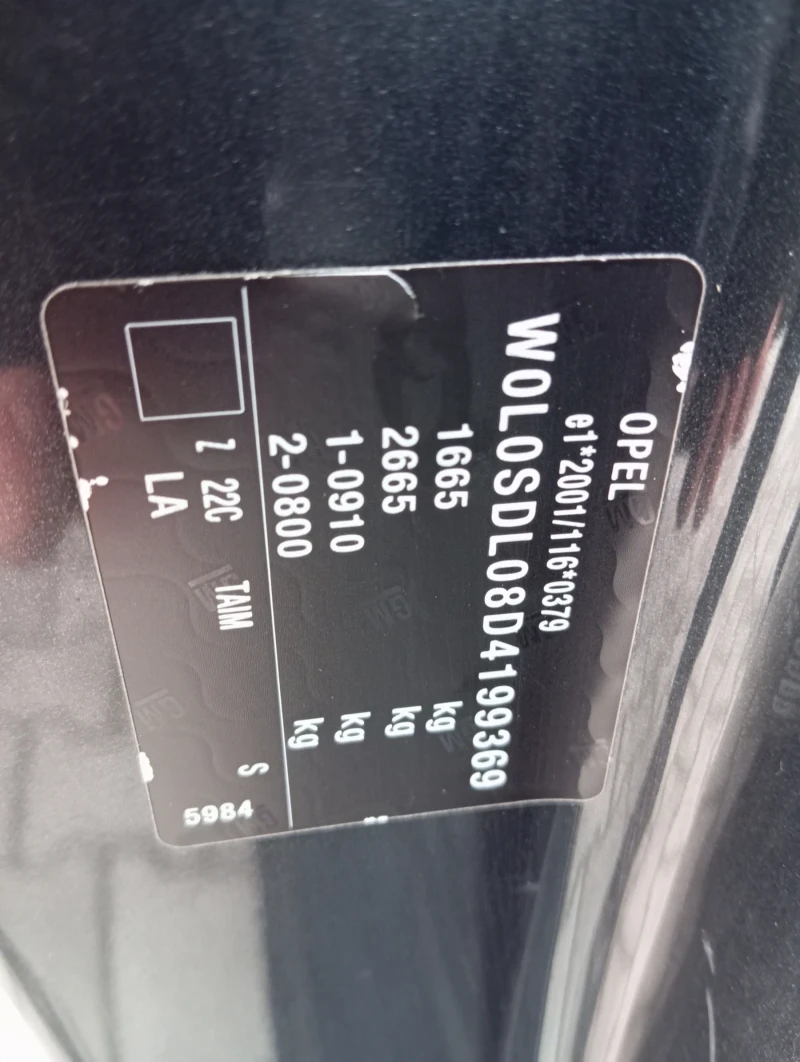 OPEL
e1*2001/116*0379
W0L0SDL08D4199369
1665 kg
2665 kg
1-0910 kg
2-0800 kg
Z 22C TAIM S
LA 5984